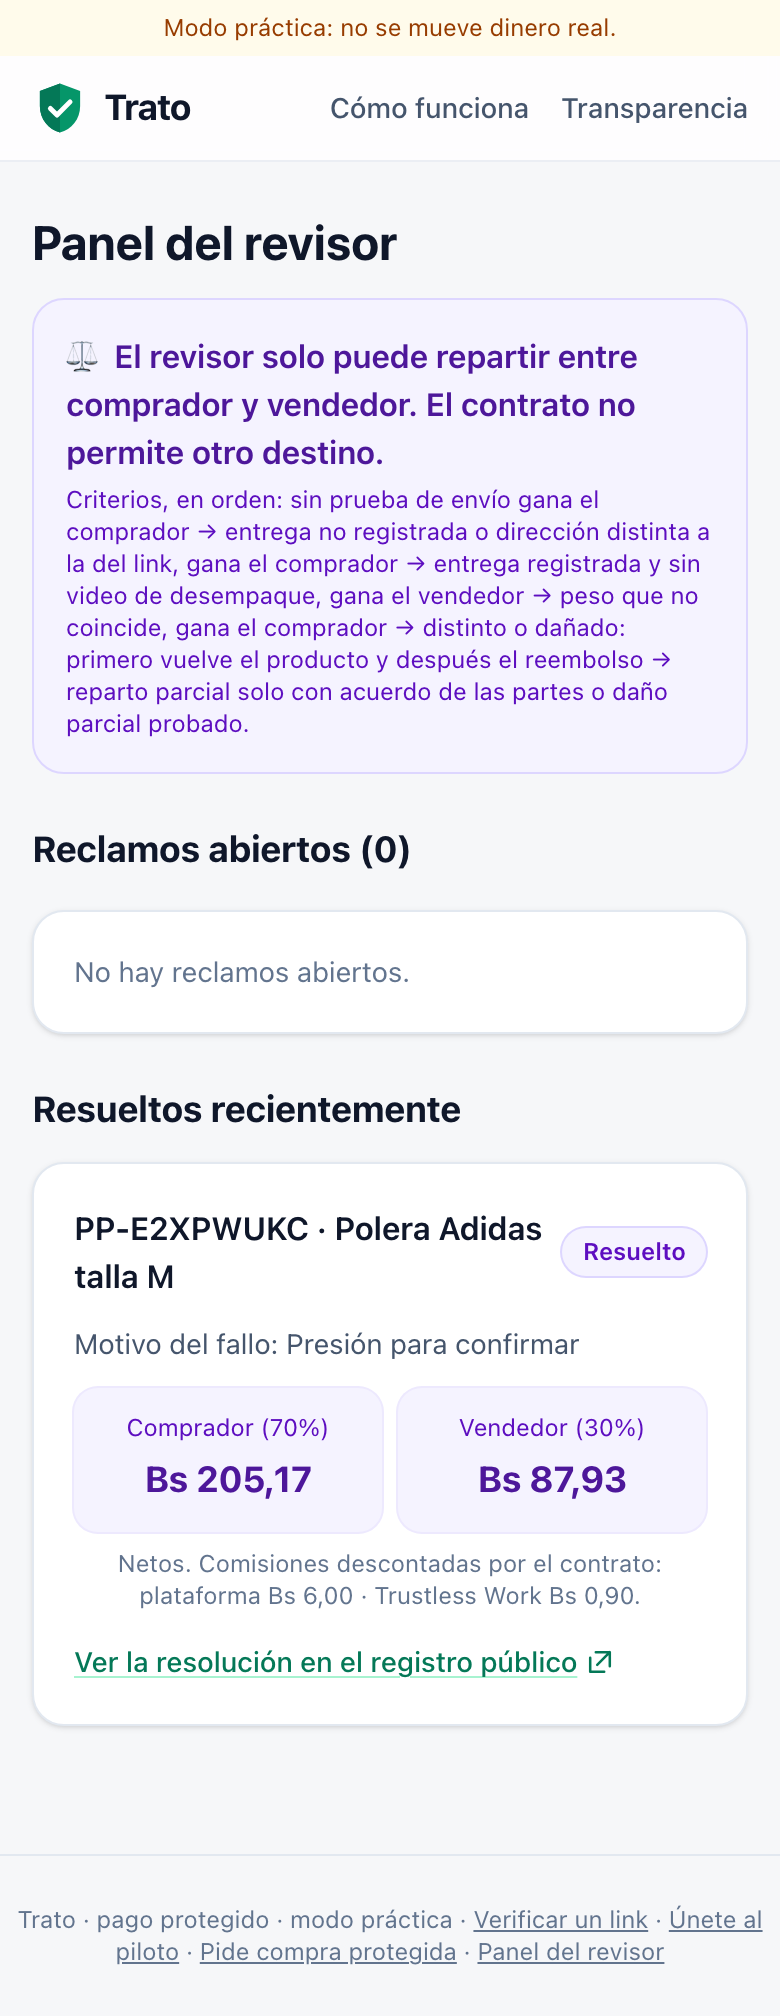 Modo práctica: no se mueve dinero real.
Trato
Cómo funciona
Transparencia
Panel del revisor
⚖ El revisor solo puede repartir entre
comprador y vendedor. El contrato no
permite otro destino.
Criterios, en orden: sin prueba de envío gana el
comprador → entrega no registrada o dirección distinta a
la del link, gana el comprador → entrega registrada y sin
video de desempaque, gana el vendedor → peso que no
coincide, gana el comprador → distinto o dañado:
primero vuelve el producto y después el reembolso →
reparto parcial solo con acuerdo de las partes o daño
parcial probado.
Reclamos abiertos (0)
No hay reclamos abiertos.
Resueltos recientemente
PP-E2XPWUKC · Polera Adidas
talla M
Resuelto
Motivo del fallo: Presión para confirmar
Comprador (70%)
Bs 205,17
Vendedor (30%)
Bs 87,93
Netos. Comisiones descontadas por el contrato:
plataforma Bs 6,00 · Trustless Work Bs 0,90.
Ver la resolución en el registro público
Trato · pago protegido · modo práctica · Verificar un link · Únete al
piloto · Pide compra protegida · Panel del revisor